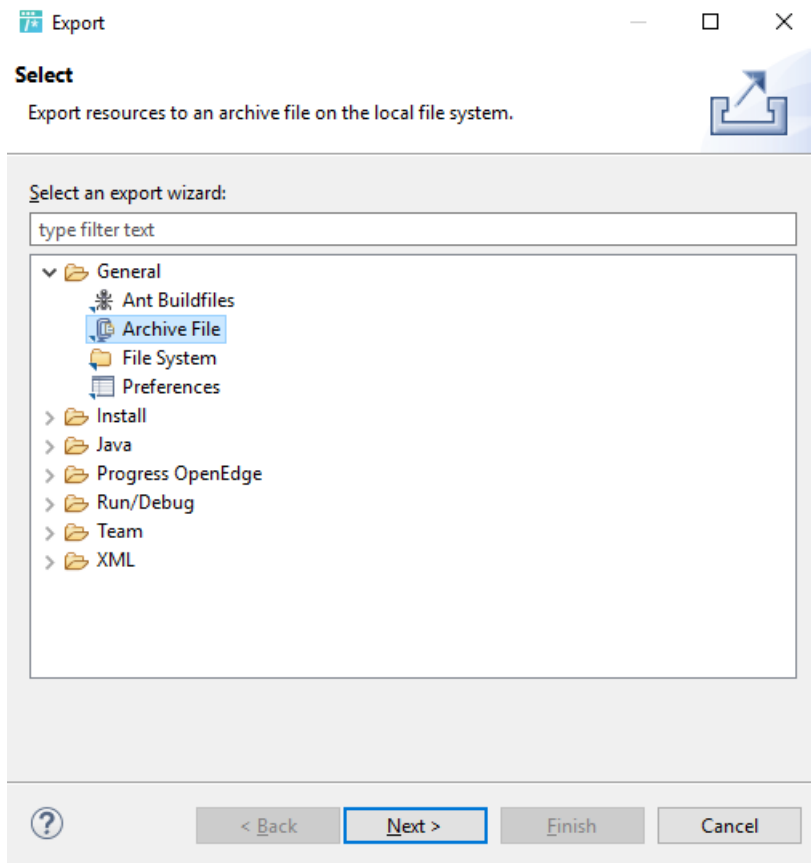 Export
Select
Export resources to an archive file on the local file system.
Select an export wizard:
type filter text
General
Ant Buildfiles
Archive File
File System
Preferences
Install
Java
Progress OpenEdge
Run/Debug
Team
XML
< Back Next > Finish Cancel